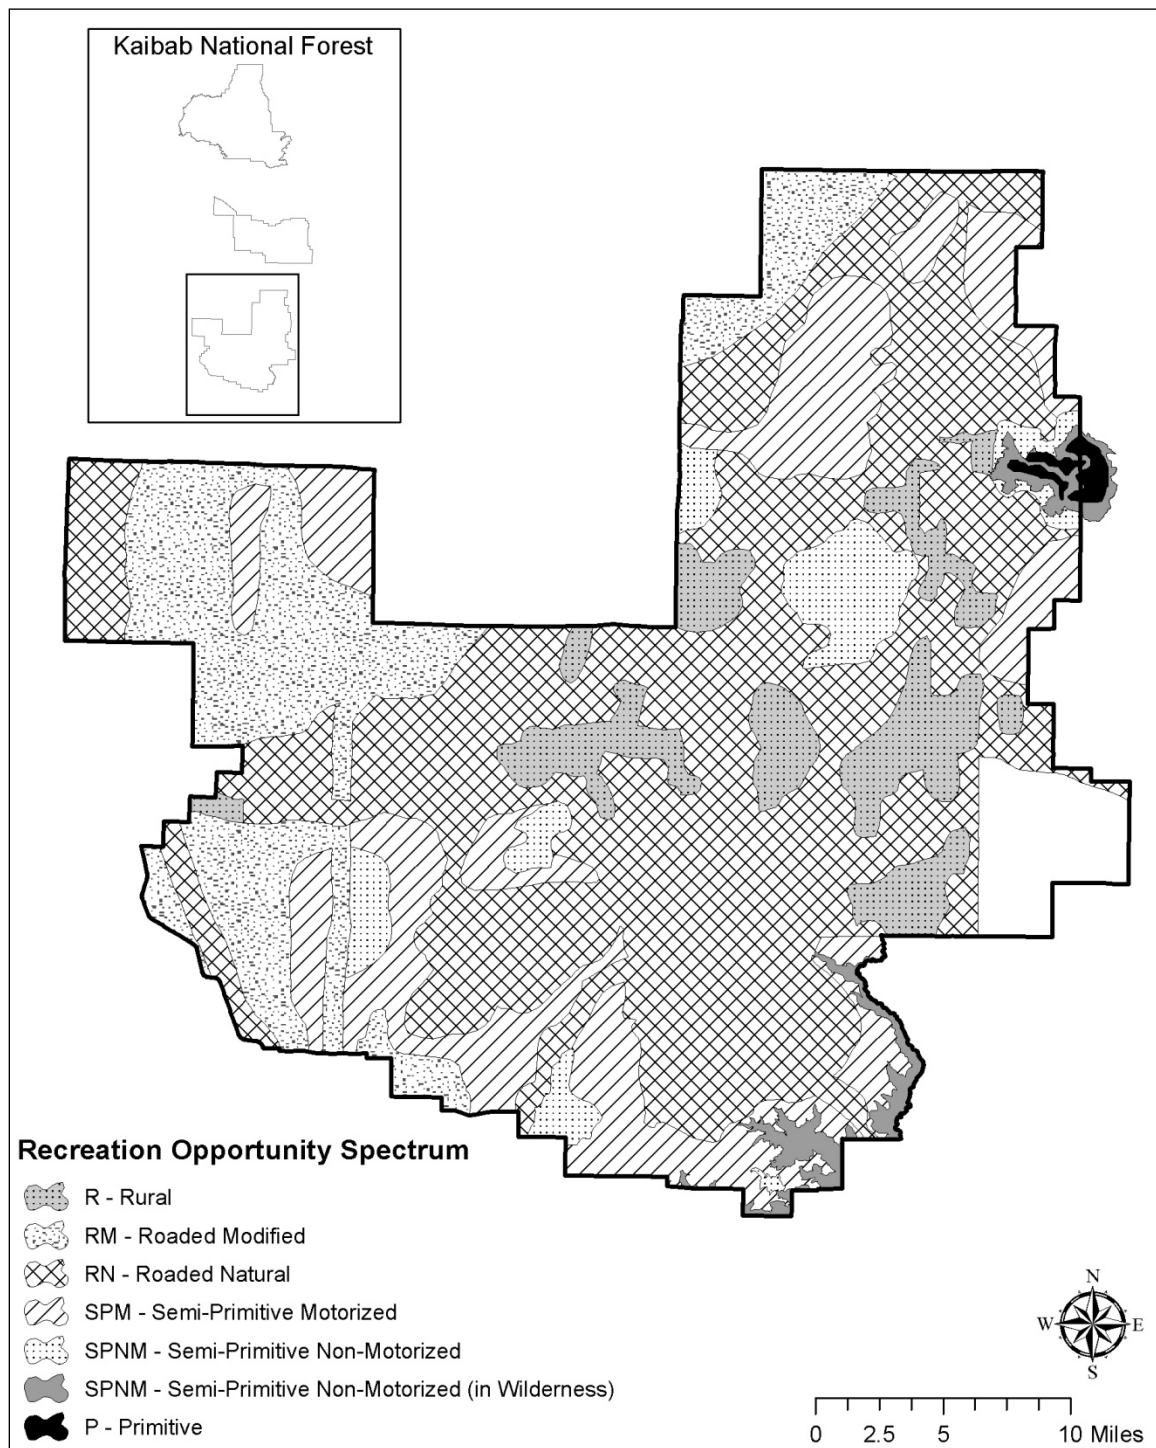 Kaibab National Forest
Recreation Opportunity Spectrum
R - Rural
RM - Roaded Modified
RN - Roaded Natural
SPM - Semi-Primitive Motorized
SPNM - Semi-Primitive Non-Motorized
SPNM - Semi-Primitive Non-Motorized (in Wilderness)
P - Primitive
N
W E
S
0 2.5 5 10 Miles